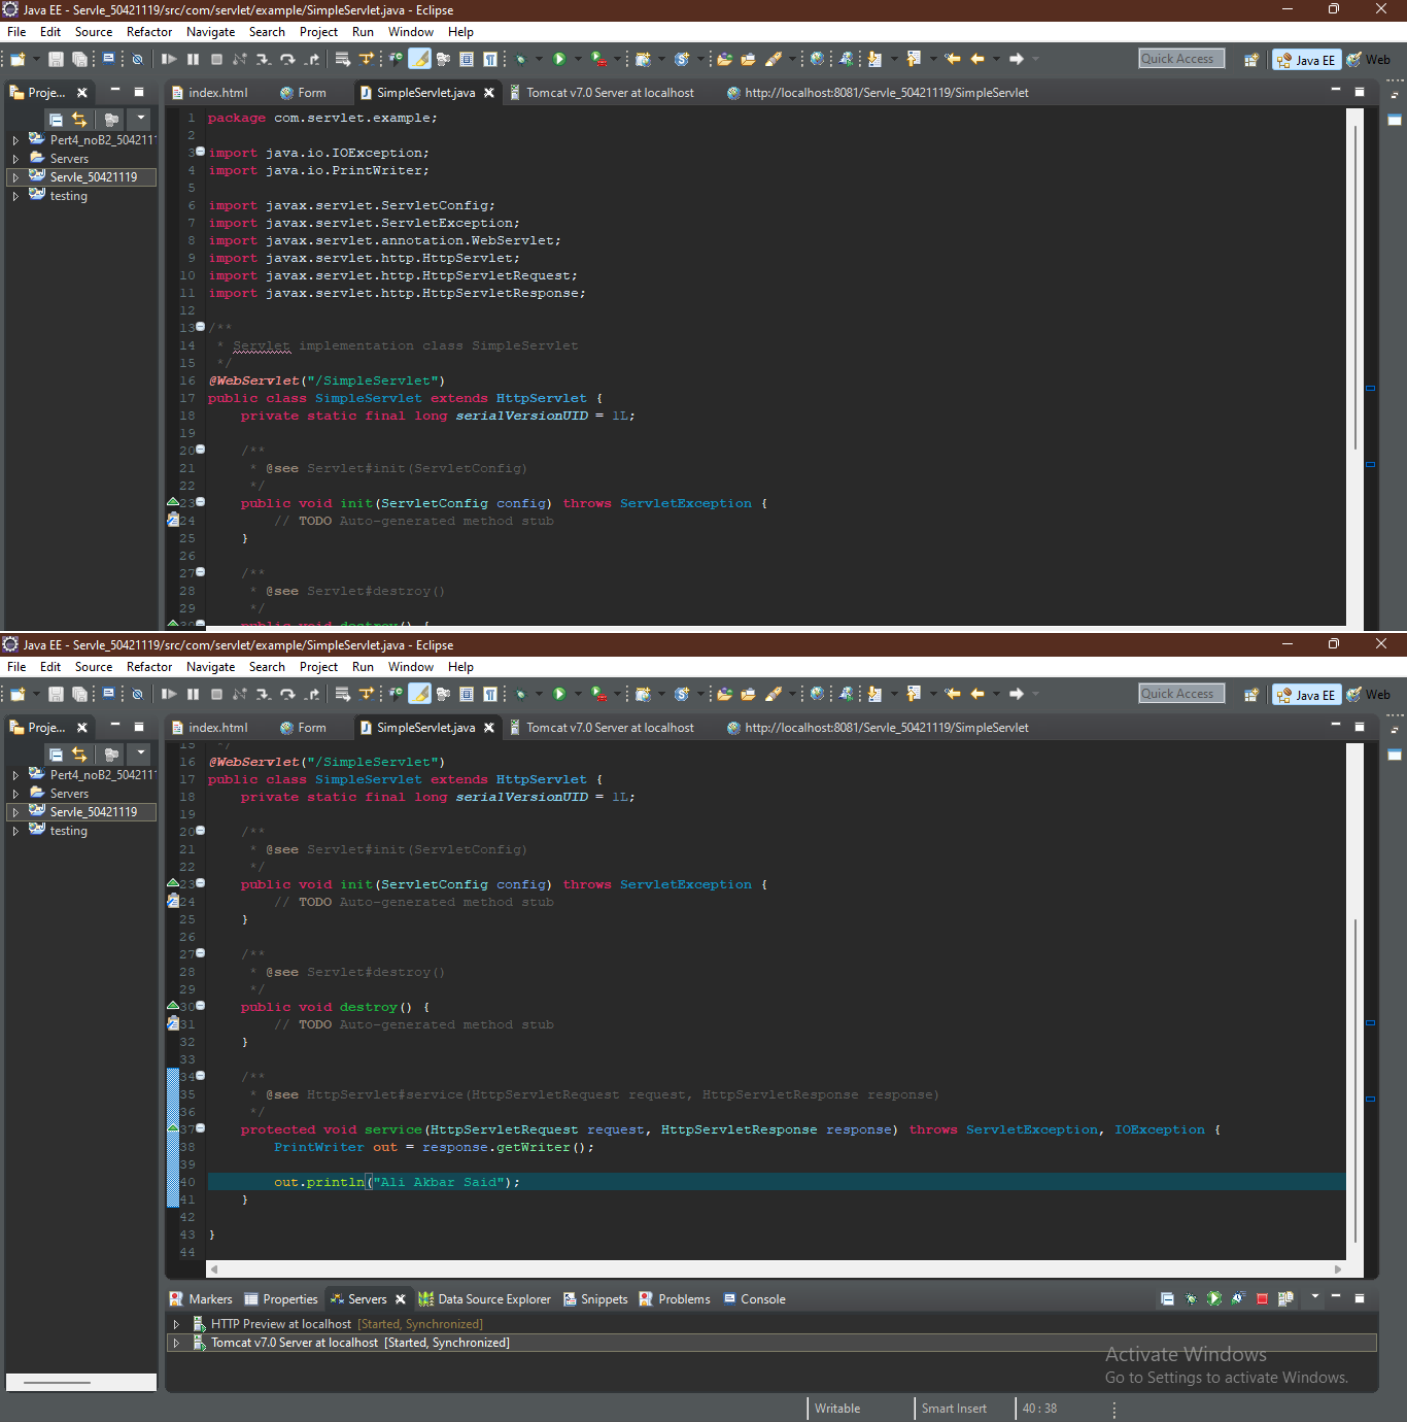 Java EE - Servle_50421119/src/com/servlet/example/SimpleServlet.java - Eclipse
File Edit Source Refactor Navigate Search Project Run Window Help
Quick Access Java EE Web
Proje... index.html Form SimpleServlet.java Tomcat v7.0 Server at localhost http://localhost:8081/Servle_50421119/SimpleServlet
Pert4_noB2_504211
Servers
Servle_50421119
testing
1 package com.servlet.example;
2
3 import java.io.IOException;
4 import java.io.PrintWriter;
5
6 import javax.servlet.ServletConfig;
7 import javax.servlet.ServletException;
8 import javax.servlet.annotation.WebServlet;
9 import javax.servlet.http.HttpServlet;
10 import javax.servlet.http.HttpServletRequest;
11 import javax.servlet.http.HttpServletResponse;
12
13 /**
14 * Servlet implementation class SimpleServlet
15 */
16 @WebServlet("/SimpleServlet")
17 public class SimpleServlet extends HttpServlet {
18 private static final long serialVersionUID = 1L;
19
20 /**
21 * @see Servlet#init(ServletConfig)
22 */
23 public void init(ServletConfig config) throws ServletException {
24 // TODO Auto-generated method stub
25 }
26
27 /**
28 * @see Servlet#destroy()
29 */
30 public void destroy() {
Java EE - Servle_50421119/src/com/servlet/example/SimpleServlet.java - Eclipse
File Edit Source Refactor Navigate Search Project Run Window Help
Quick Access Java EE Web
Proje... index.html Form SimpleServlet.java Tomcat v7.0 Server at localhost http://localhost:8081/Servle_50421119/SimpleServlet
Pert4_noB2_504211
Servers
Servle_50421119
testing
15 */
16 @WebServlet("/SimpleServlet")
17 public class SimpleServlet extends HttpServlet {
18 private static final long serialVersionUID = 1L;
19
20 /**
21 * @see Servlet#init(ServletConfig)
22 */
23 public void init(ServletConfig config) throws ServletException {
24 // TODO Auto-generated method stub
25 }
26
27 /**
28 * @see Servlet#destroy()
29 */
30 public void destroy() {
31 // TODO Auto-generated method stub
32 }
33
34 /**
35 * @see HttpServlet#service(HttpServletRequest request, HttpServletResponse response)
36 */
37 protected void service(HttpServletRequest request, HttpServletResponse response) throws ServletException, IOException {
38 PrintWriter out = response.getWriter();
39
40 out.println("Ali Akbar Said");
41 }
42
43 }
44
Markers Properties Servers Data Source Explorer Snippets Problems Console
HTTP Preview at localhost [Started, Synchronized]
Tomcat v7.0 Server at localhost [Started, Synchronized]
Activate Windows
Go to Settings to activate Windows.
Writable Smart Insert 40 : 38